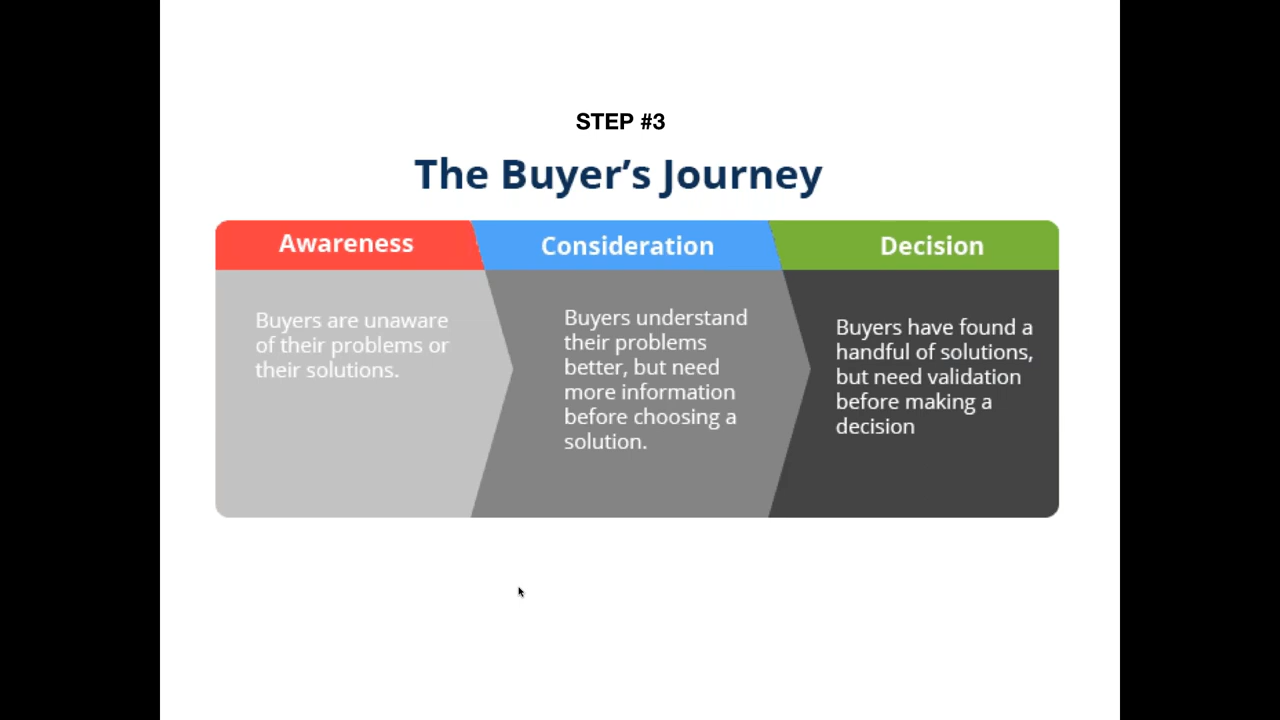 STEP #3
The Buyer’s Journey
Awareness
Buyers are unaware
of their problems or
their solutions.
Consideration
Buyers understand
their problems
better, but need
more information
before choosing a
solution.
Decision
Buyers have found a
handful of solutions,
but need validation
before making a
decision